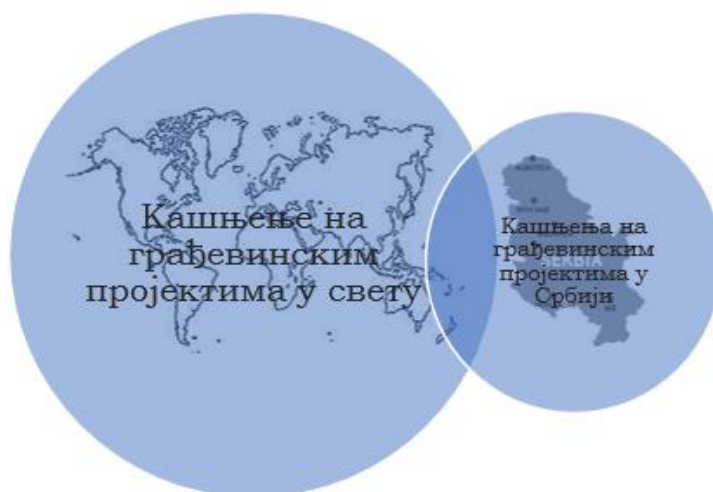 Кашњење на
грађевинским
пројектима у свету
Кашњења на
грађевинским
пројектима у
Србији